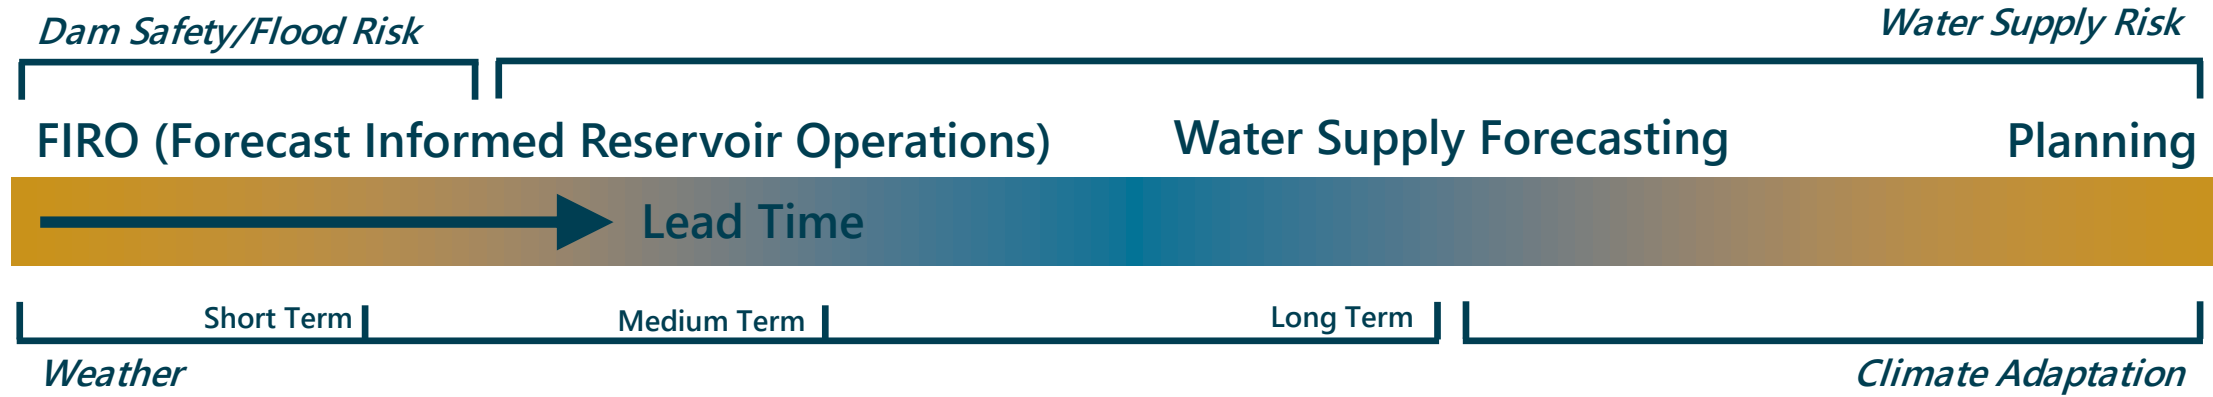 Dam Safety/Flood Risk
Water Supply Risk
FIRO (Forecast Informed Reservoir Operations)
Water Supply Forecasting
Planning
Lead Time
Short Term
Medium Term
Long Term
Weather
Climate Adaptation